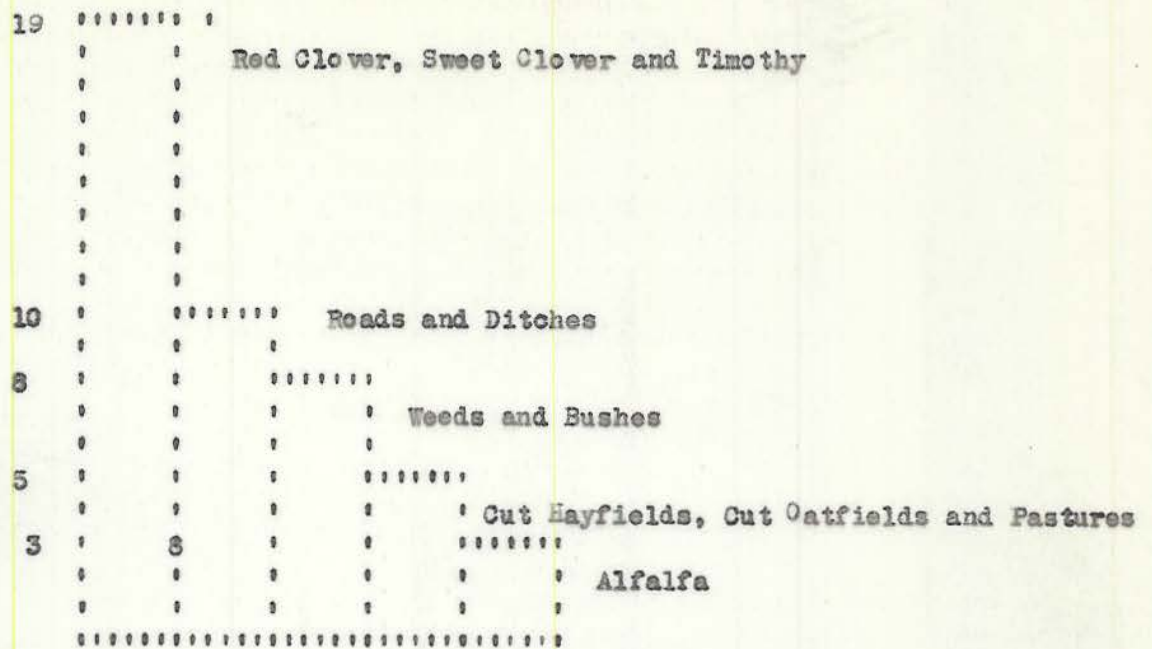 19
Red Clover, Sweet Clover and Timothy
10
Roads and Ditches
8
Weeds and Bushes
5
Cut Hayfields, Cut Oatfields and Pastures
3 8
Alfalfa